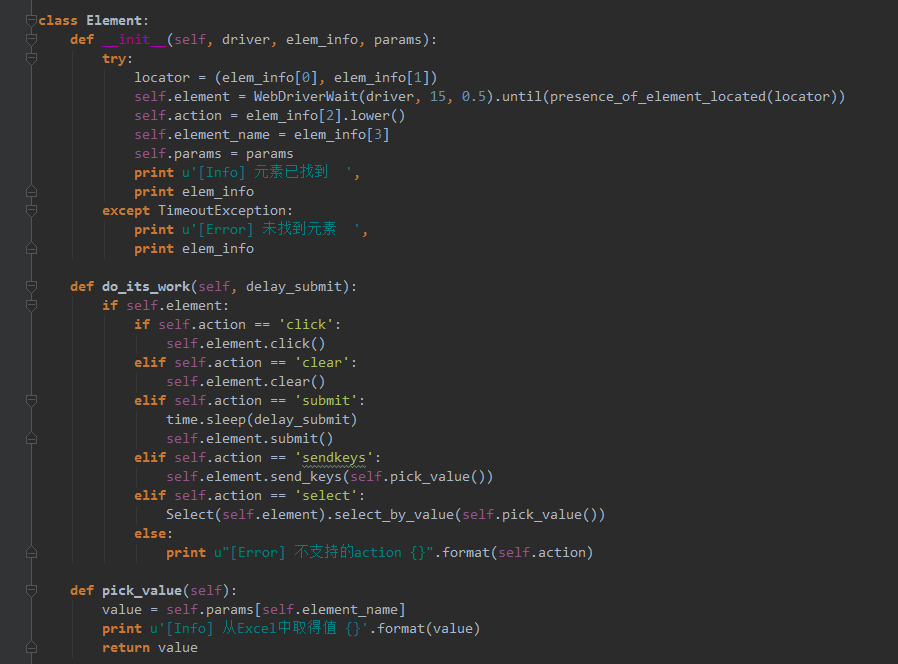 class Element:
    def __init__(self, driver, elem_info, params):
        try:
            locator = (elem_info[0], elem_info[1])
            self.element = WebDriverWait(driver, 15, 0.5).until(presence_of_element_located(locator))
            self.action = elem_info[2].lower()
            self.element_name = elem_info[3]
            self.params = params
            print u'[Info] 元素已找到  ',
            print elem_info
        except TimeoutException:
            print u'[Error] 未找到元素  ',
            print elem_info

    def do_its_work(self, delay_submit):
        if self.element:
            if self.action == 'click':
                self.element.click()
            elif self.action == 'clear':
                self.element.clear()
            elif self.action == 'submit':
                time.sleep(delay_submit)
                self.element.submit()
            elif self.action == 'sendkeys':
                self.element.send_keys(self.pick_value())
            elif self.action == 'select':
                Select(self.element).select_by_value(self.pick_value())
            else:
                print u"[Error] 不支持的action {}".format(self.action)

    def pick_value(self):
        value = self.params[self.element_name]
        print u'[Info] 从Excel中取得值 {}'.format(value)
        return value